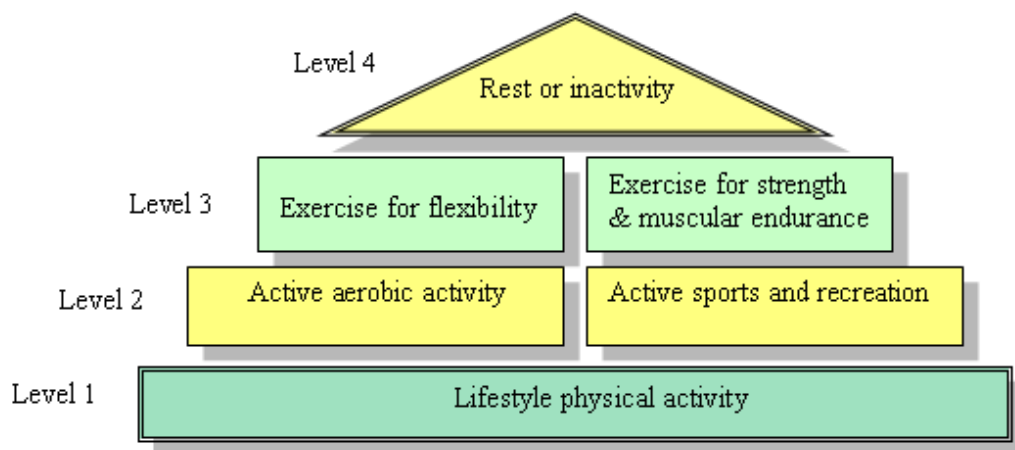 Level 4
Rest or inactivity
Level 3
Exercise for flexibility
Exercise for strength
& muscular endurance
Level 2
Active aerobic activity
Active sports and recreation
Level 1
Lifestyle physical activity